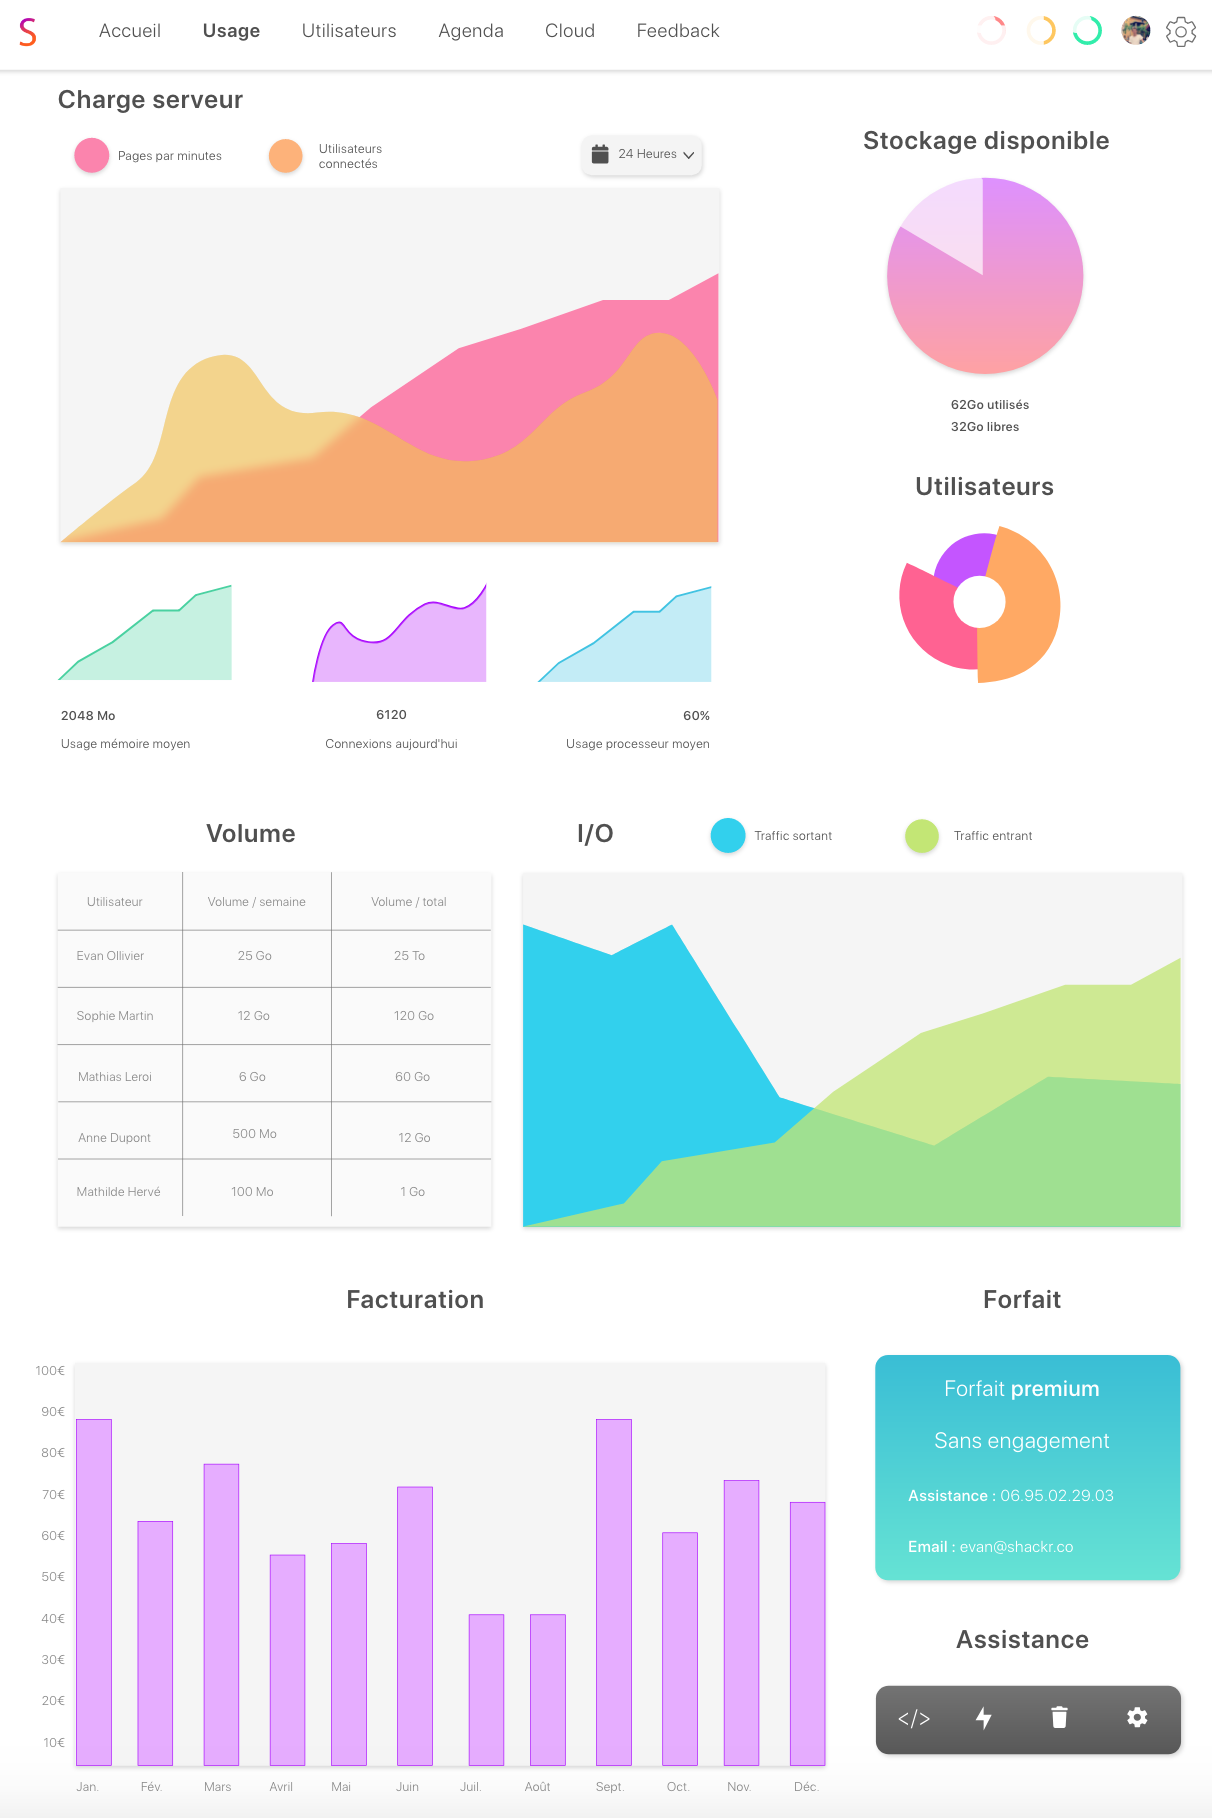 S
Accueil
Usage
Utilisateurs
Agenda
Cloud
Feedback
Charge serveur
Pages par minutes
Utilisateurs
connectés
24 Heures
Stockage disponible
62Go utilisés
32Go libres
Utilisateurs
2048 Mo
Usage mémoire moyen
6120
Connexions aujourd'hui
60%
Usage processeur moyen
Volume
Utilisateur
Volume / semaine
Volume / total
Evan Ollivier
25 Go
25 To
Sophie Martin
12 Go
120 Go
Mathias Leroi
6 Go
60 Go
Anne Dupont
500 Mo
12 Go
Mathilde Hervé
100 Mo
1 Go
I/O
Traffic sortant
Traffic entrant
Facturation
100€
90€
80€
70€
60€
50€
40€
30€
20€
10€
Jan.
Fév.
Mars
Avril
Mai
Juin
Juil.
Août
Sept.
Oct.
Nov.
Déc.
Forfait
Forfait premium
Sans engagement
Assistance : 06.95.02.29.03
Email : evan@shackr.co
Assistance
</>